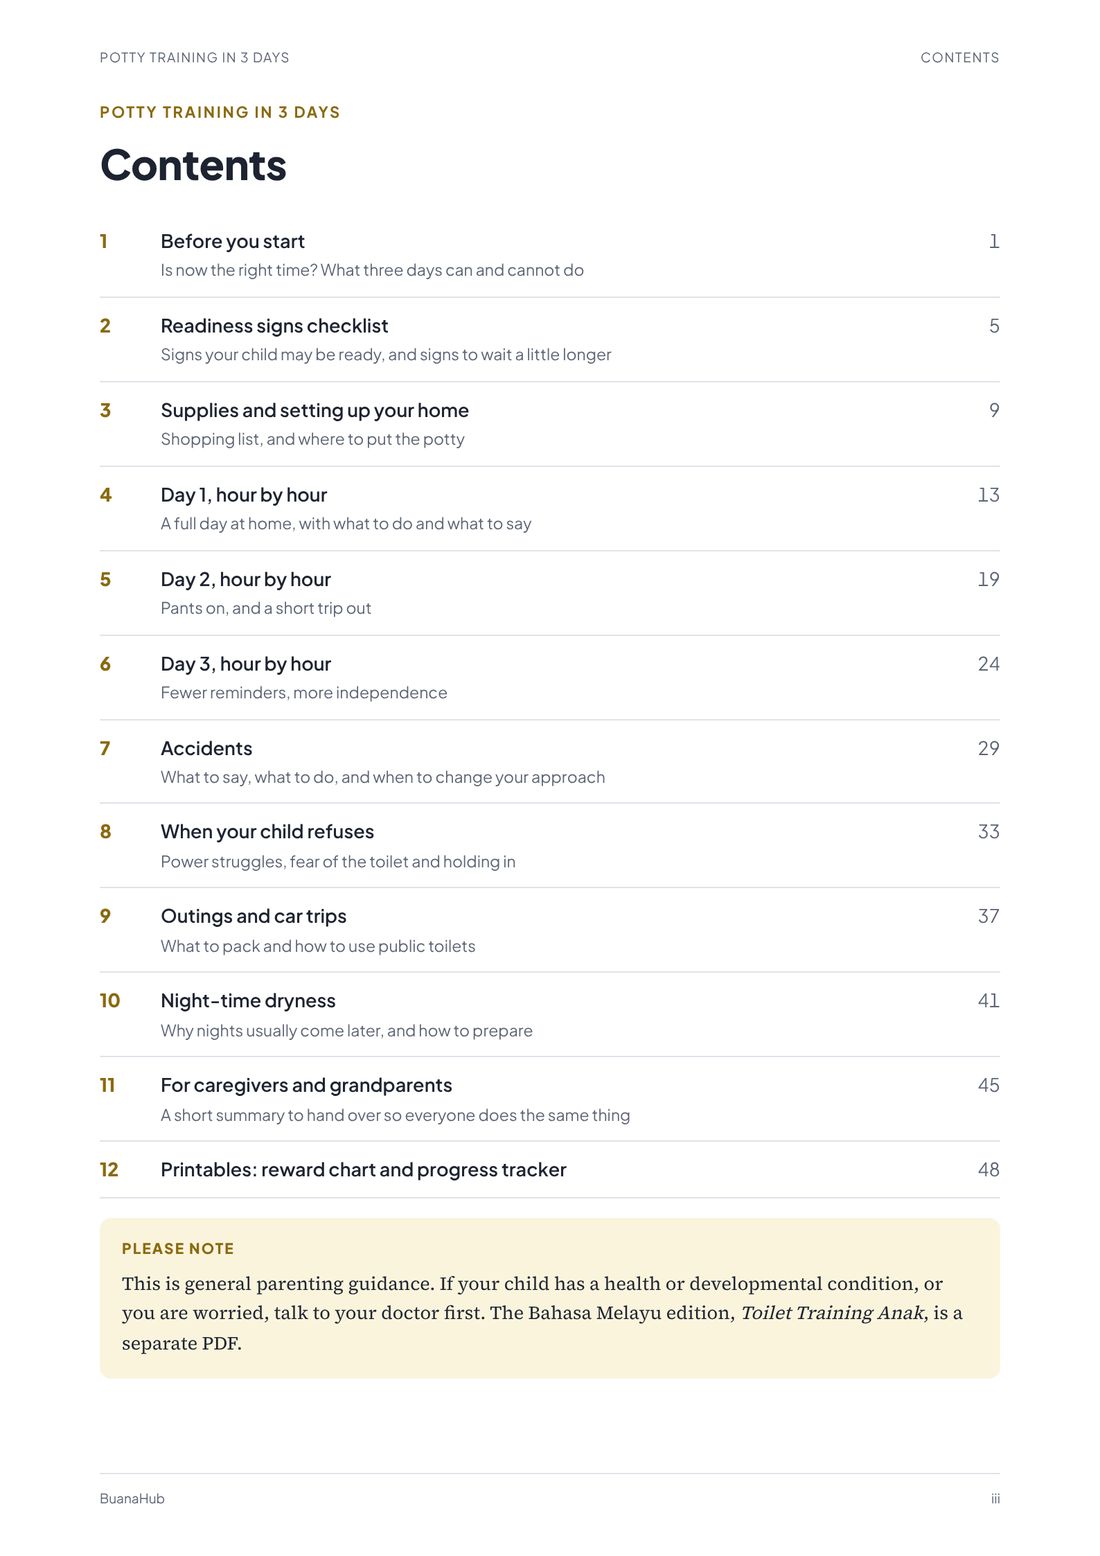 POTTY TRAINING IN 3 DAYS
CONTENTS
POTTY TRAINING IN 3 DAYS
Contents
1 Before you start 1
Is now the right time? What three days can and cannot do
2 Readiness signs checklist 5
Signs your child may be ready, and signs to wait a little longer
3 Supplies and setting up your home 9
Shopping list, and where to put the potty
4 Day 1, hour by hour 13
A full day at home, with what to do and what to say
5 Day 2, hour by hour 19
Pants on, and a short trip out
6 Day 3, hour by hour 24
Fewer reminders, more independence
7 Accidents 29
What to say, what to do, and when to change your approach
8 When your child refuses 33
Power struggles, fear of the toilet and holding in
9 Outings and car trips 37
What to pack and how to use public toilets
10 Night-time dryness 41
Why nights usually come later, and how to prepare
11 For caregivers and grandparents 45
A short summary to hand over so everyone does the same thing
12 Printables: reward chart and progress tracker 48
PLEASE NOTE
This is general parenting guidance. If your child has a health or developmental condition, or
you are worried, talk to your doctor first. The Bahasa Melayu edition, Toilet Training Anak, is a
separate PDF.
BuanaHub
iii